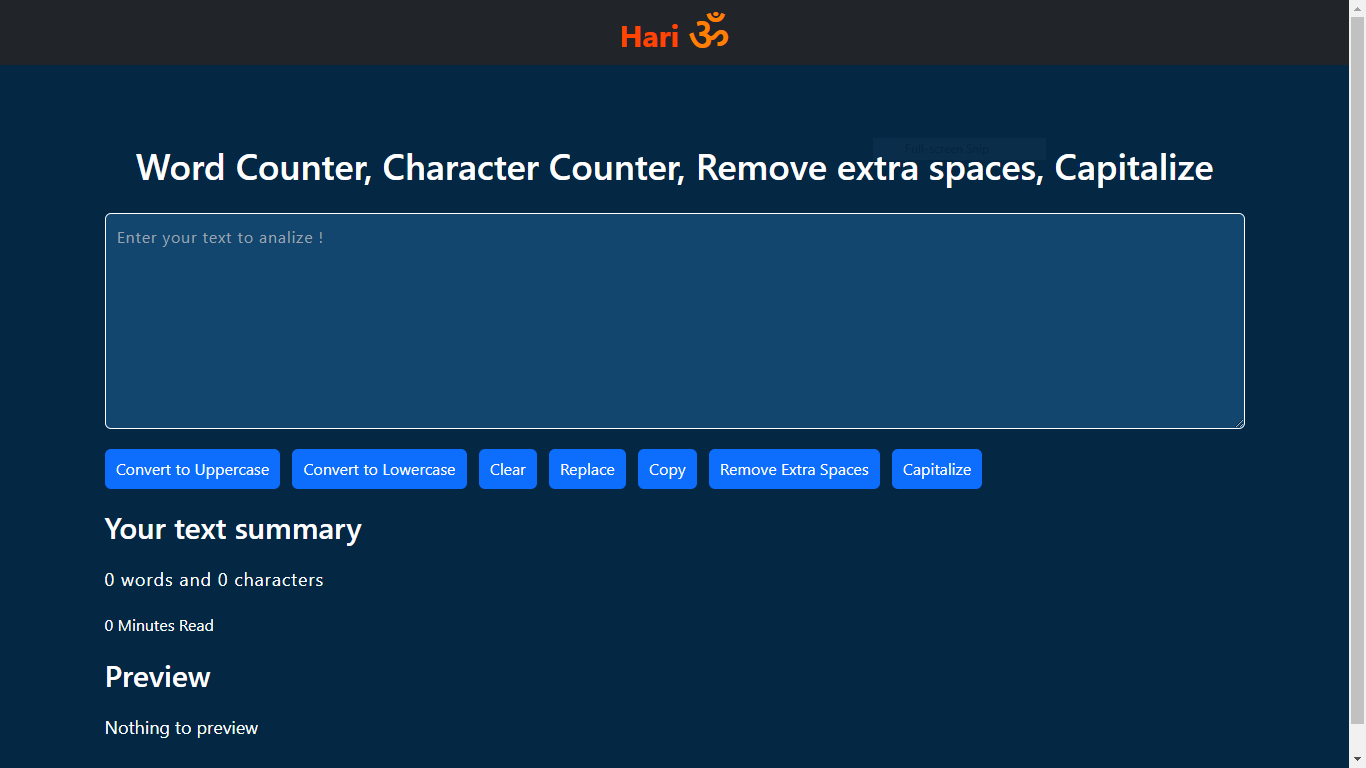 Hari ॐ
Word Counter, Character Counter, Remove extra spaces, Capitalize
Enter your text to analize !
Convert to Uppercase
Convert to Lowercase
Clear
Replace
Copy
Remove Extra Spaces
Capitalize
Your text summary
0 words and 0 characters
0 Minutes Read
Preview
Nothing to preview